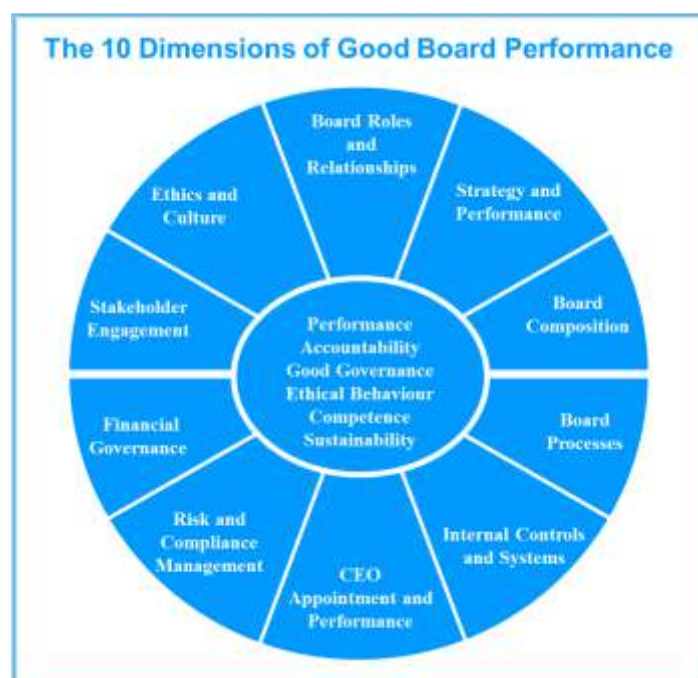 The 10 Dimensions of Good Board Performance
Board Roles
and
Relationships
Strategy and
Performance
Board
Composition
Board
Processes
Internal Controls
and Systems
CEO
Appointment and
Performance
Risk and
Compliance
Management
Financial
Governance
Stakeholder
Engagement
Ethics and
Culture
Performance
Accountability
Good Governance
Ethical Behaviour
Competence
Sustainability